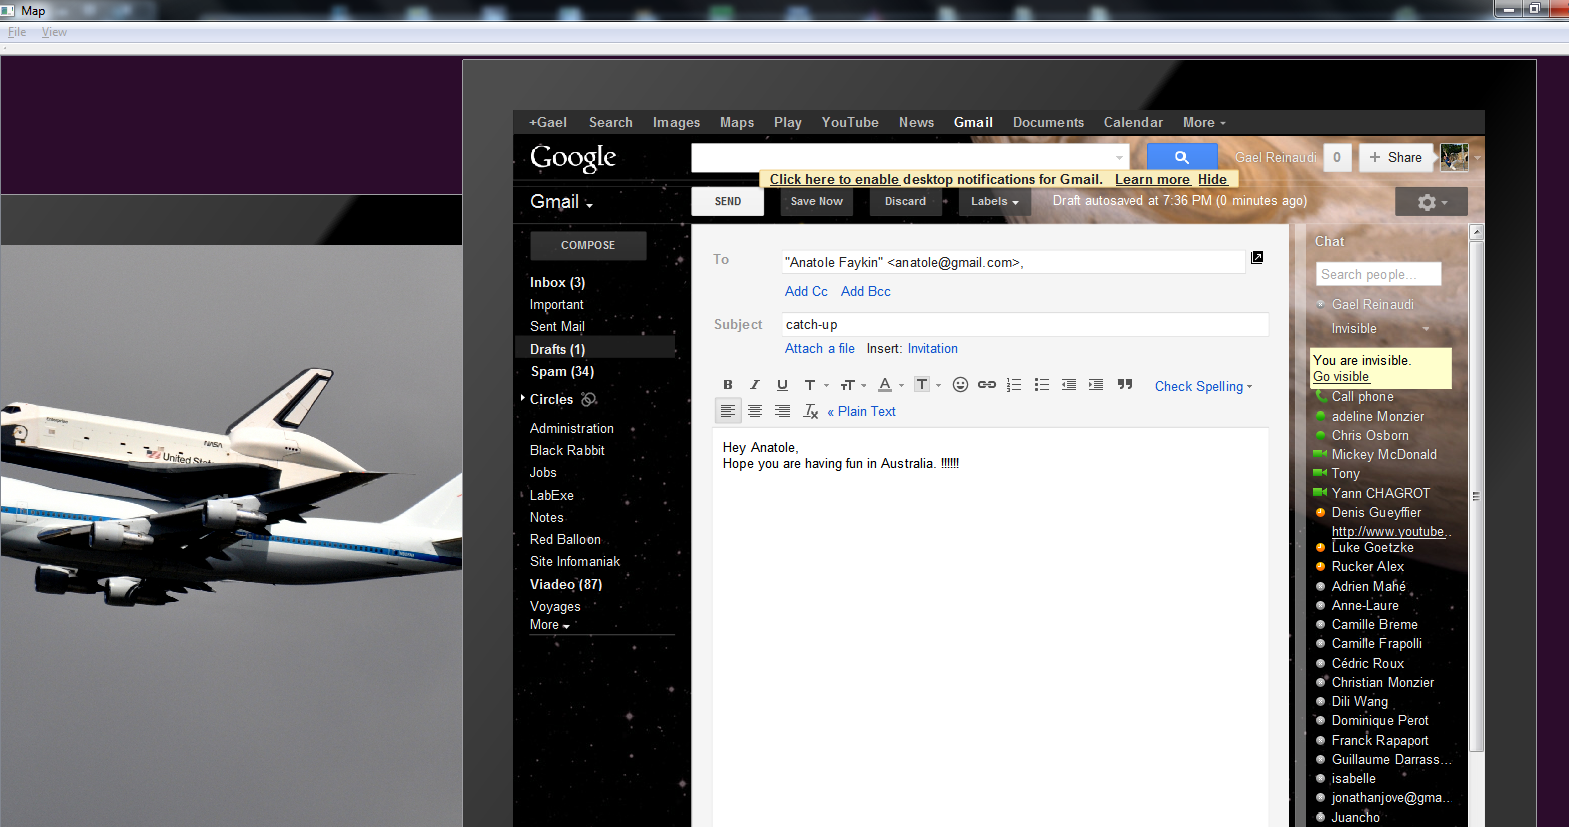 Map
File View
+Gael Search Images Maps Play YouTube News Gmail Documents Calendar More
Google
Gael Reinaudi 0 + Share
Click here to enable desktop notifications for Gmail. Learn more Hide
Gmail
SEND Save Now Discard Labels Draft autosaved at 7:36 PM (0 minutes ago)
COMPOSE
Inbox (3)
Important
Sent Mail
Drafts (1)
Spam (34)
Circles
Administration
Black Rabbit
Jobs
LabExe
Notes
Red Balloon
Site Infomaniak
Viadeo (87)
Voyages
More
To "Anatole Faykin" <anatole@gmail.com>,
Add Cc Add Bcc
Subject catch-up
Attach a file Insert: Invitation
B I U T TT A T Check Spelling
Tx « Plain Text
Hey Anatole,
Hope you are having fun in Australia. !!!!!!
Chat
Search people...
Gael Reinaudi
Invisible
You are invisible.
Go visible
Call phone
adeline Monzier
Chris Osborn
Mickey McDonald
Tony
Yann CHAGROT
Denis Gueyffier
http://www.youtube...
Luke Goetzke
Rucker Alex
Adrien Mahé
Anne-Laure
Camille Breme
Camille Frapolli
Cédric Roux
Christian Monzier
Dili Wang
Dominique Perot
Franck Rapaport
Guillaume Darrass...
isabelle
jonathanjove@gma...
Juancho
NASA
United Sta